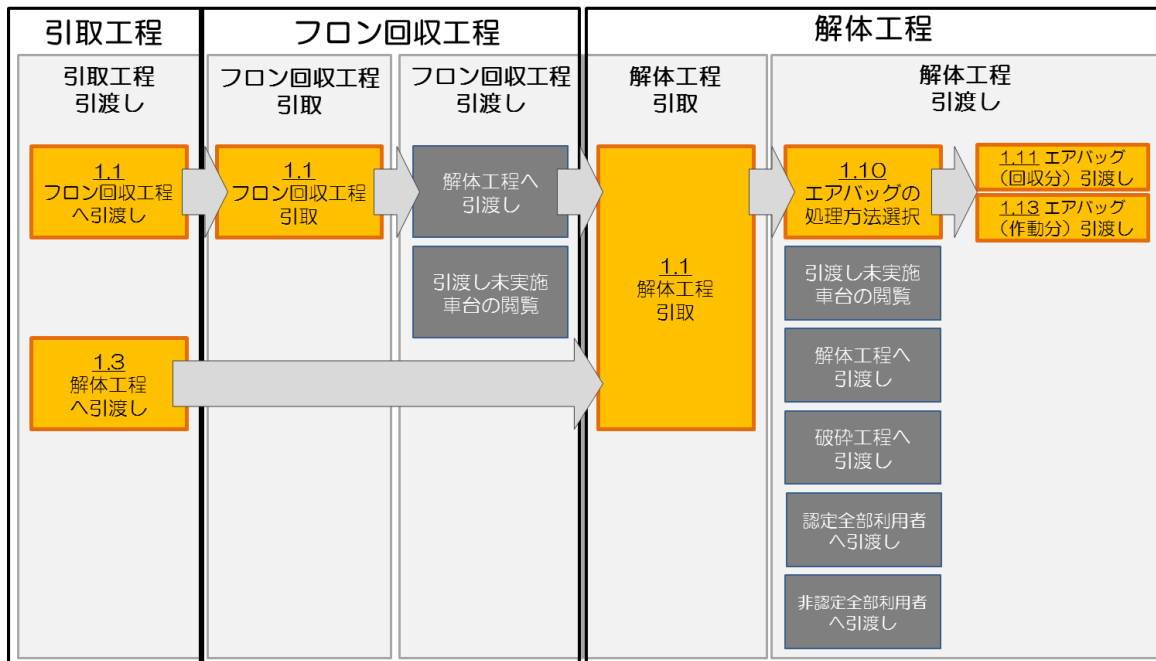 引取工程
フロン回収工程
解体工程
引取工程
引渡し
フロン回収工程
引取
フロン回収工程
引渡し
解体工程
引取
解体工程
引渡し
1.1
フロン回収工程
へ引渡し
1.1
フロン回収工程
引取
解体工程へ
引渡し
引渡し未実施
車台の閲覧
1.3
解体工程
へ引渡し
1.1
解体工程
引取
1.10
エアバッグの
処理方法選択
1.11 エアバッグ
（回収分）引渡し
1.13 エアバッグ
（作動分）引渡し
引渡し未実施
車台の閲覧
解体工程へ
引渡し
破砕工程へ
引渡し
認定全部利用者
へ引渡し
非認定全部利用者
へ引渡し